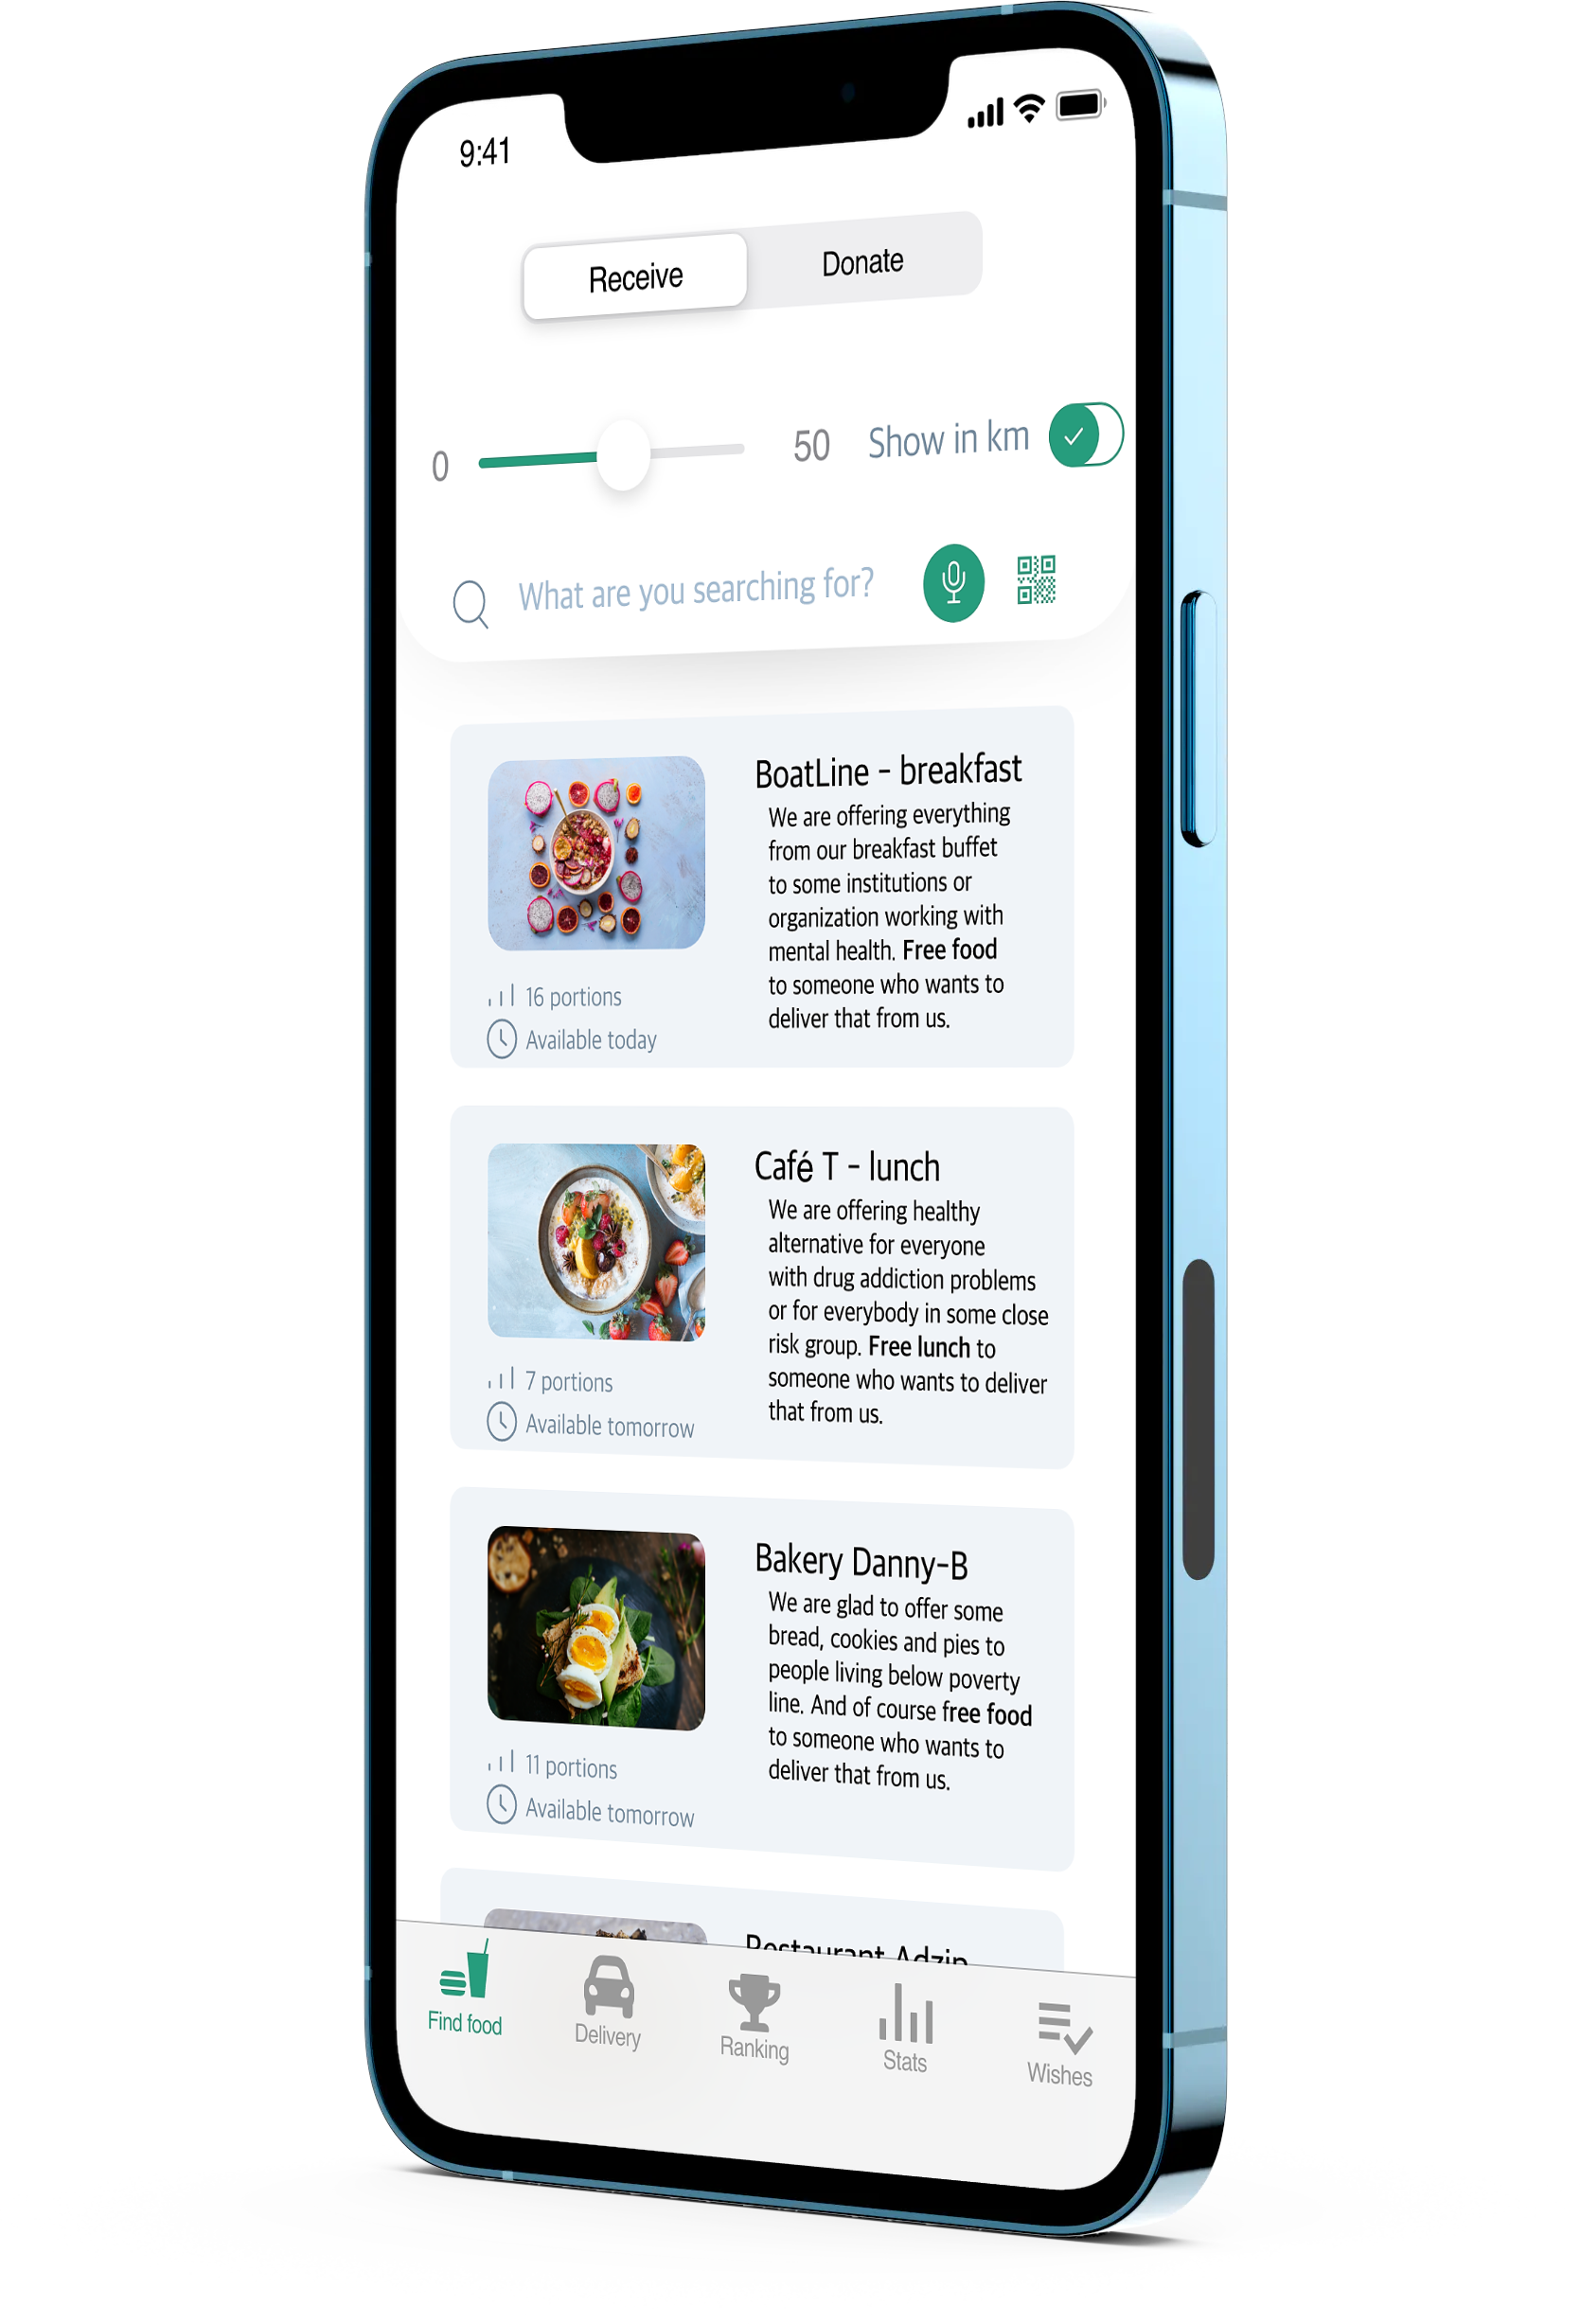 9:41
Receive
Donate
0
50
Show in km
What are you searching for?
BoatLine - breakfast
We are offering everything
from our breakfast buffet
to some institutions or
organization working with
mental health. Free food
to someone who wants to
deliver that from us.
16 portions
Available today
Café T - lunch
We are offering healthy
alternative for everyone
with drug addiction problems
or for everybody in some close
risk group. Free lunch to
someone who wants to deliver
that from us.
7 portions
Available tomorrow
Bakery Danny-B
We are glad to offer some
bread, cookies and pies to
people living below poverty
line. And of course free food
to someone who wants to
deliver that from us.
11 portions
Available tomorrow
Restaurant Adzip
Find food
Delivery
Ranking
Stats
Wishes